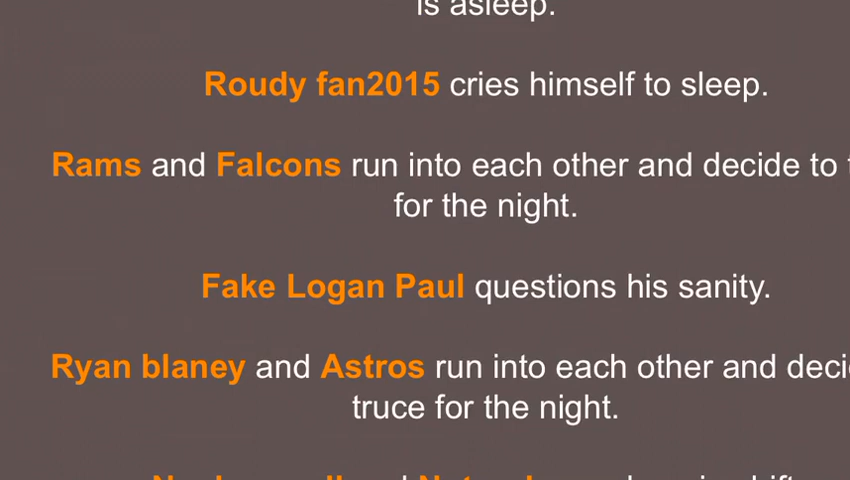 is asleep.
Roudy fan2015 cries himself to sleep.
Rams and Falcons run into each other and decide to
for the night.
Fake Logan Paul questions his sanity.
Ryan blaney and Astros run into each other and
truce for the night.